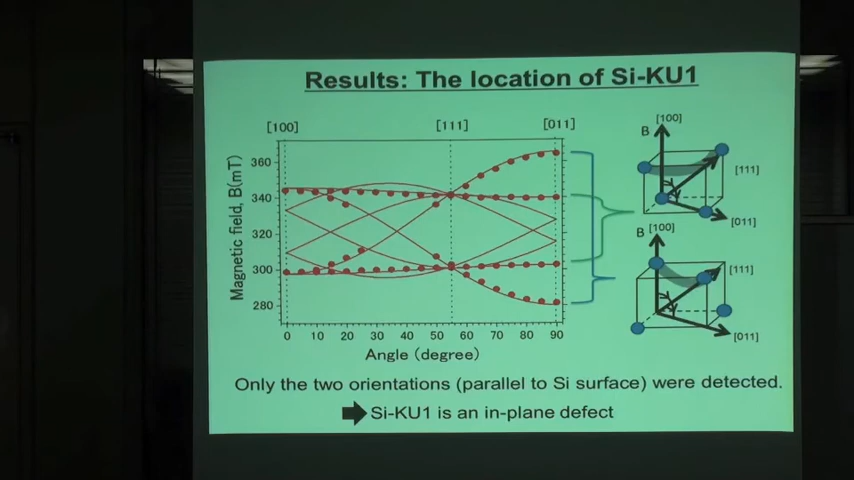 Results: The location of Si-KU1
[100] [111] [011]
Magnetic field, B(mT)
360
340
320
300
280
0 10 20 30 40 50 60 70 80 90
Angle (degree)
[100]
B
[111]
[011]
B [100]
[111]
[011]
Only the two orientations (parallel to Si surface) were detected.
Si-KU1 is an in-plane defect